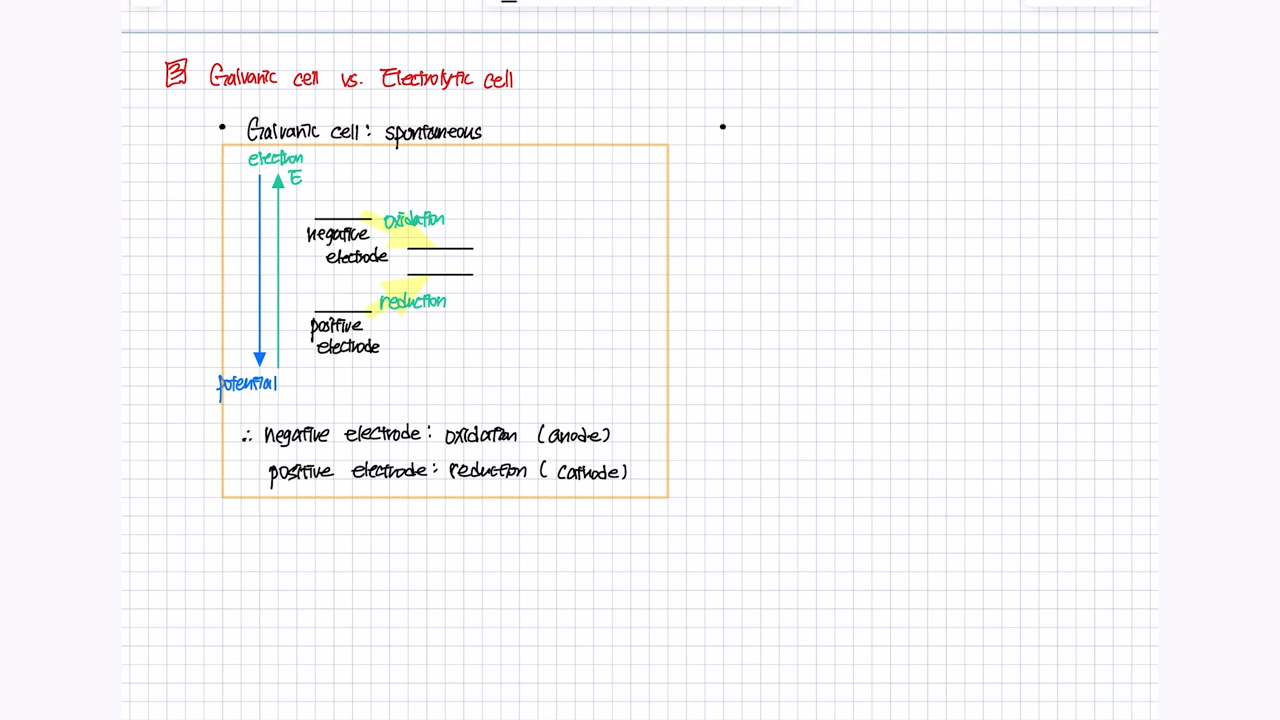 3 Galvanic cell vs. Electrolytic cell
• Galvanic cell: spontaneous
electron
E
oxidation
negative
electrode
reduction
positive
electrode
potential
∴ negative electrode: oxidation (anode)
positive electrode: reduction (cathode)
•